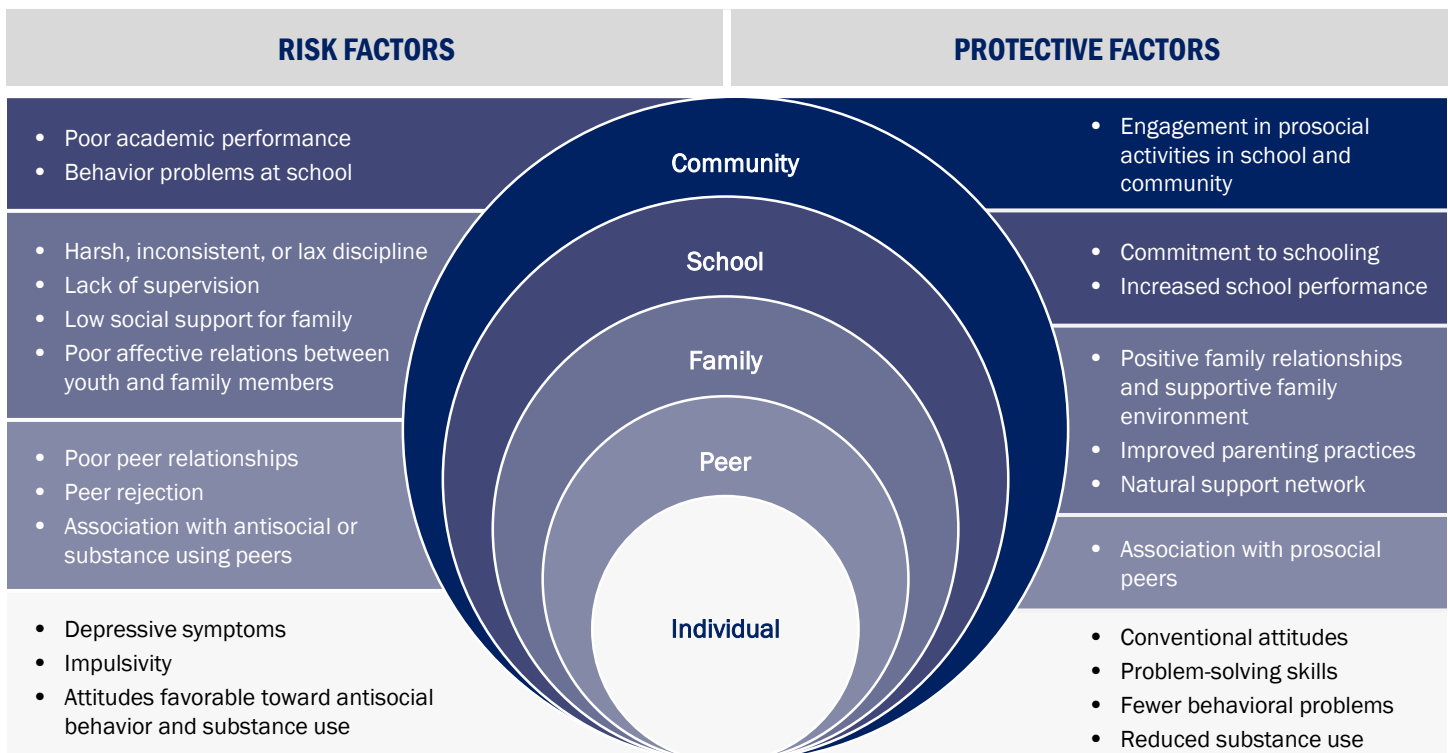 RISK FACTORS
PROTECTIVE FACTORS
• Poor academic performance
• Behavior problems at school
• Harsh, inconsistent, or lax discipline
• Lack of supervision
• Low social support for family
• Poor affective relations between
youth and family members
• Poor peer relationships
• Peer rejection
• Association with antisocial or
substance using peers
• Depressive symptoms
• Impulsivity
• Attitudes favorable toward antisocial
behavior and substance use
Community
School
Family
Peer
Individual
• Engagement in prosocial
activities in school and
community
• Commitment to schooling
• Increased school performance
• Positive family relationships
and supportive family
environment
• Improved parenting practices
• Natural support network
• Association with prosocial
peers
• Conventional attitudes
• Problem-solving skills
• Fewer behavioral problems
• Reduced substance use